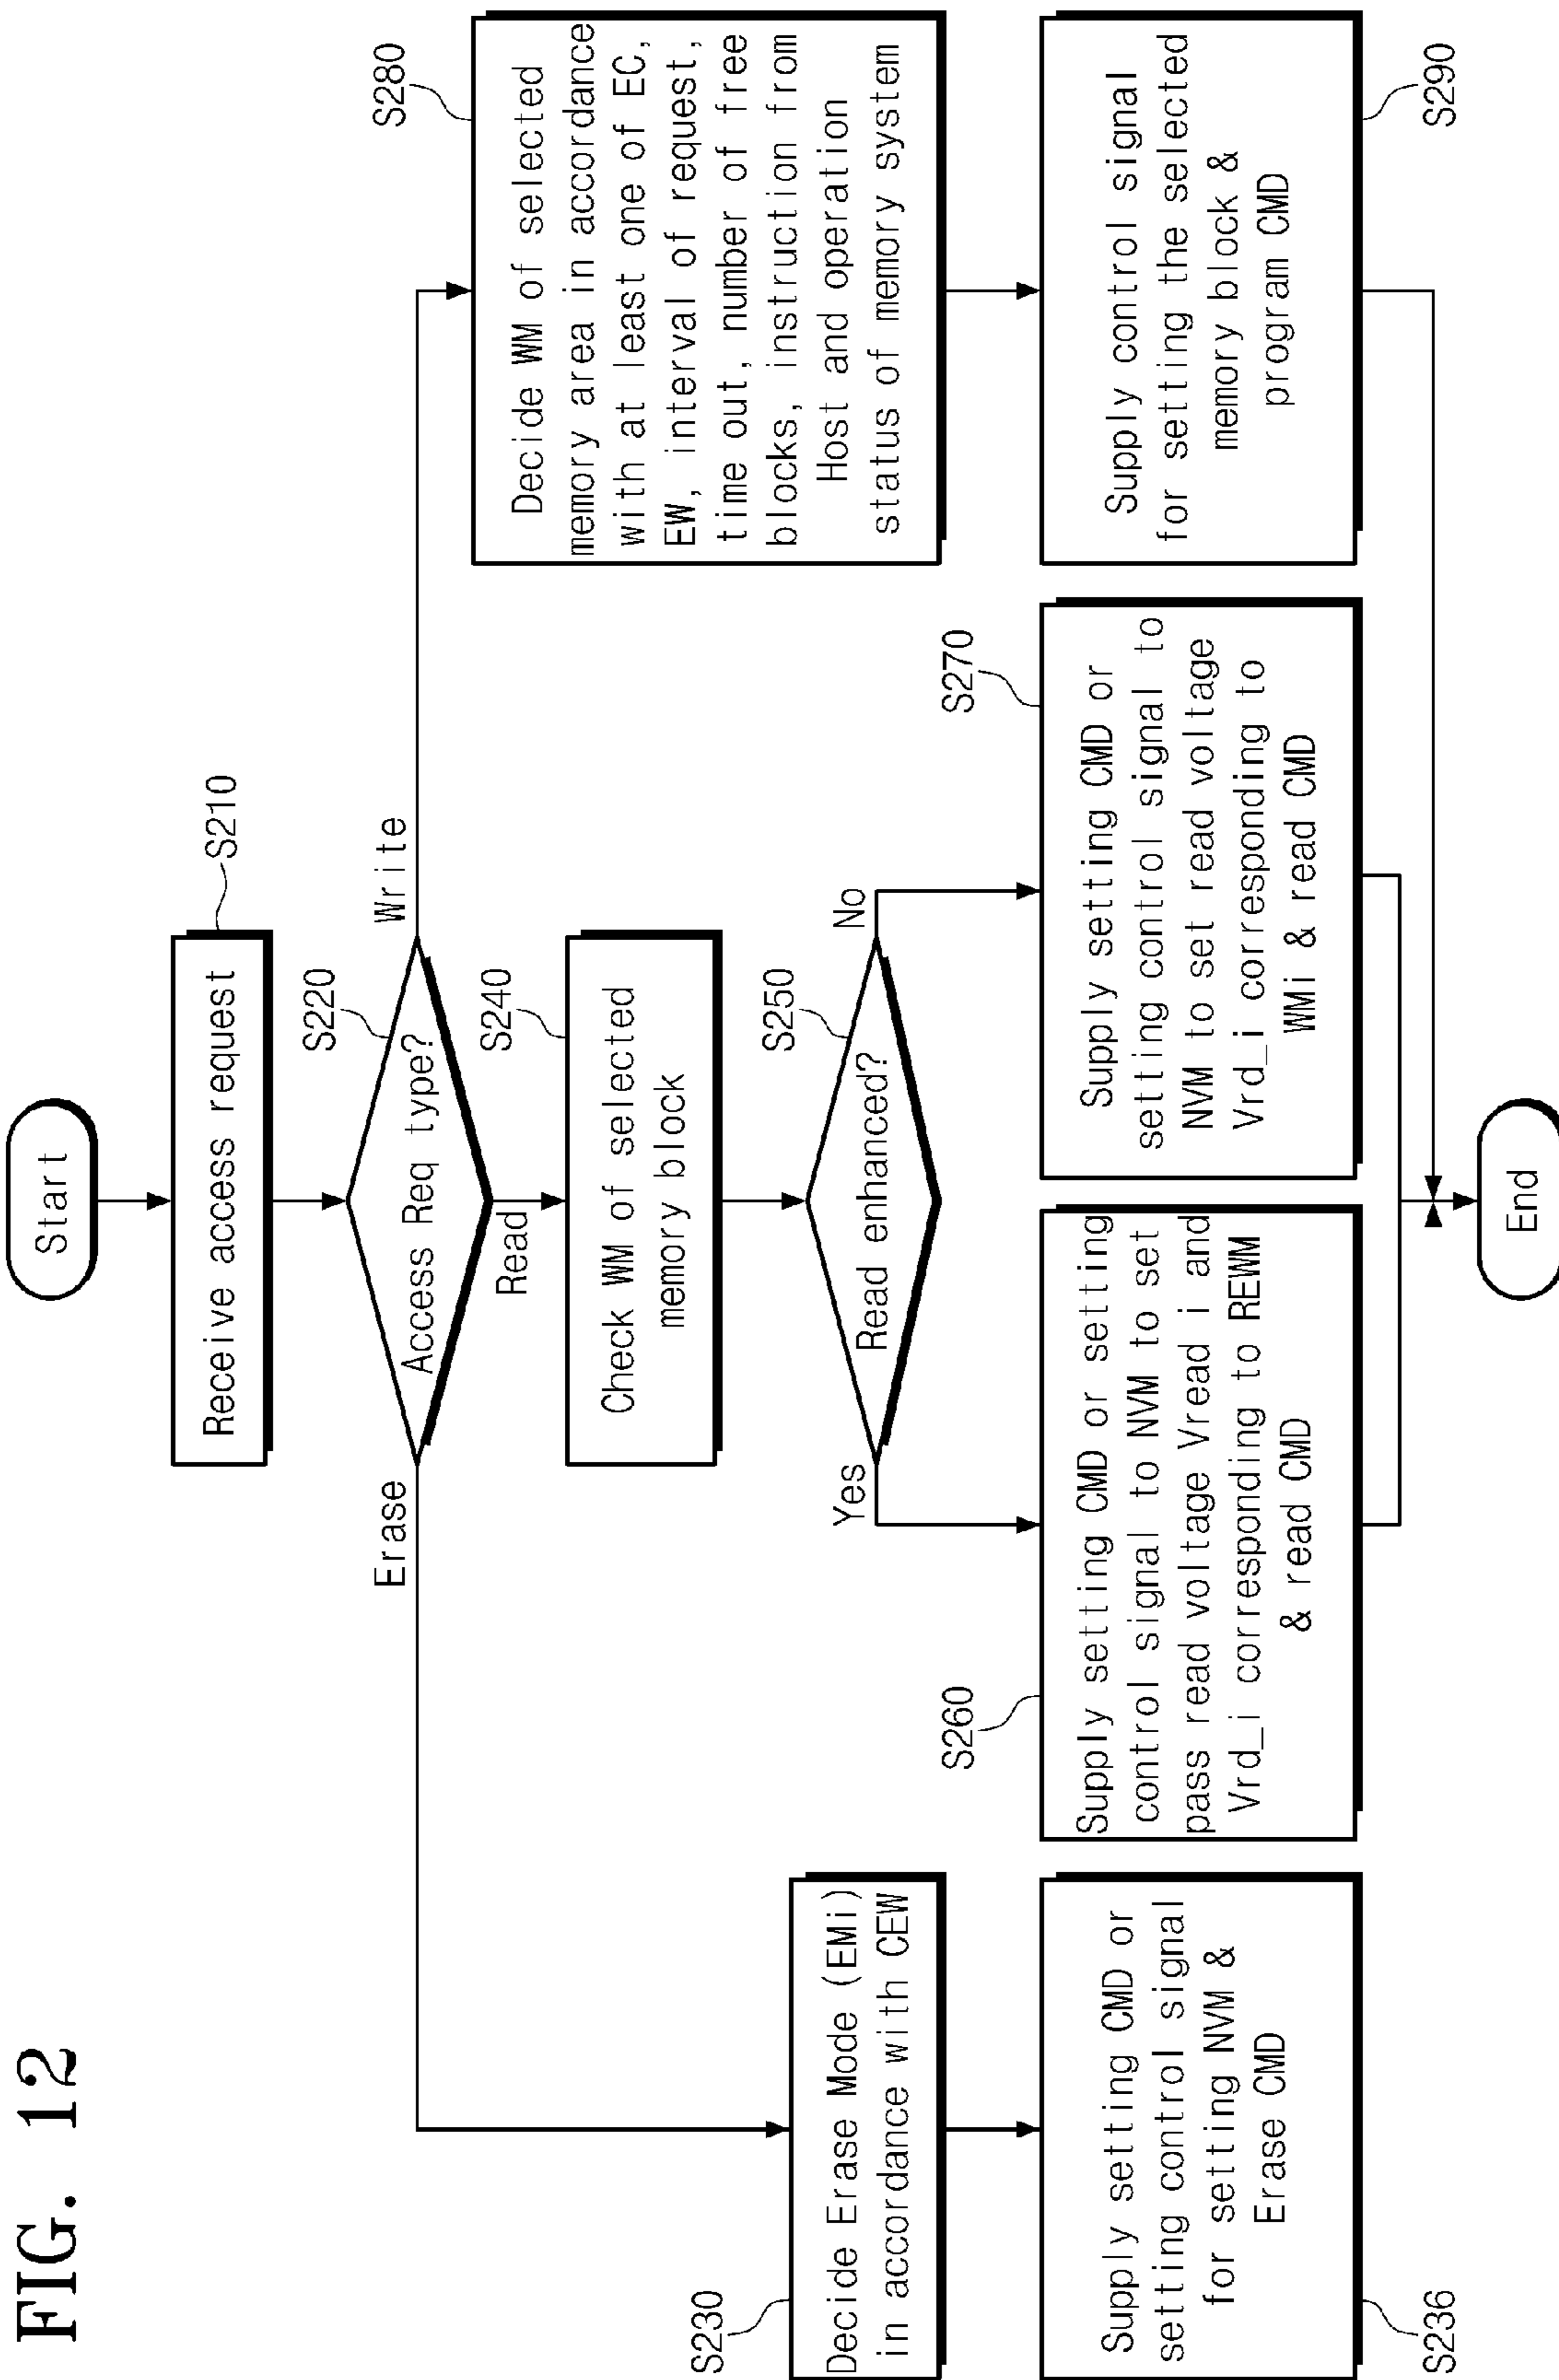 FIG. 12
Start
Receive access request
S210
Access Req type?
S220
Erase
Read
Write
Check WM of selected
memory block
S240
Read enhanced?
S250
Yes
No
S230
Decide Erase Mode (EMi)
in accordance with CEW
S236
Supply setting CMD or
setting control signal
for setting NVM &
Erase CMD
S260
Supply setting CMD or setting
control signal to NVM to set
pass read voltage Vread i and
Vrd_i corresponding to REWM
& read CMD
S270
Supply setting CMD or
setting control signal to
NVM to set read voltage
Vrd_i corresponding to
WMi & read CMD
S280
Decide WM of selected
memory area in accordance
with at least one of EC,
EW, interval of request,
time out, number of free
blocks, instruction from
Host and operation
status of memory system
Supply control signal
for setting the selected
memory block &
program CMD
S290
End